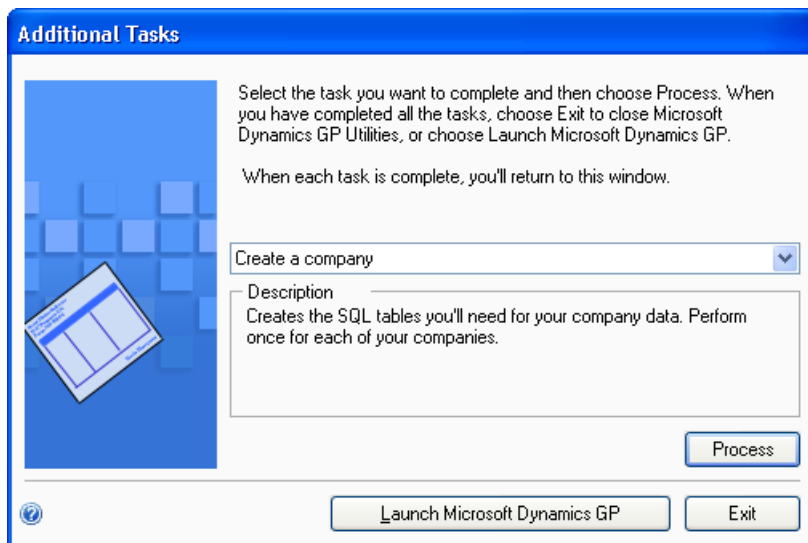 Additional Tasks
Select the task you want to complete and then choose Process. When
you have completed all the tasks, choose Exit to close Microsoft
Dynamics GP Utilities, or choose Launch Microsoft Dynamics GP.
When each task is complete, you'll return to this window.
Create a company
Description
Creates the SQL tables you'll need for your company data. Perform
once for each of your companies.
Process
?
Launch Microsoft Dynamics GP
Exit